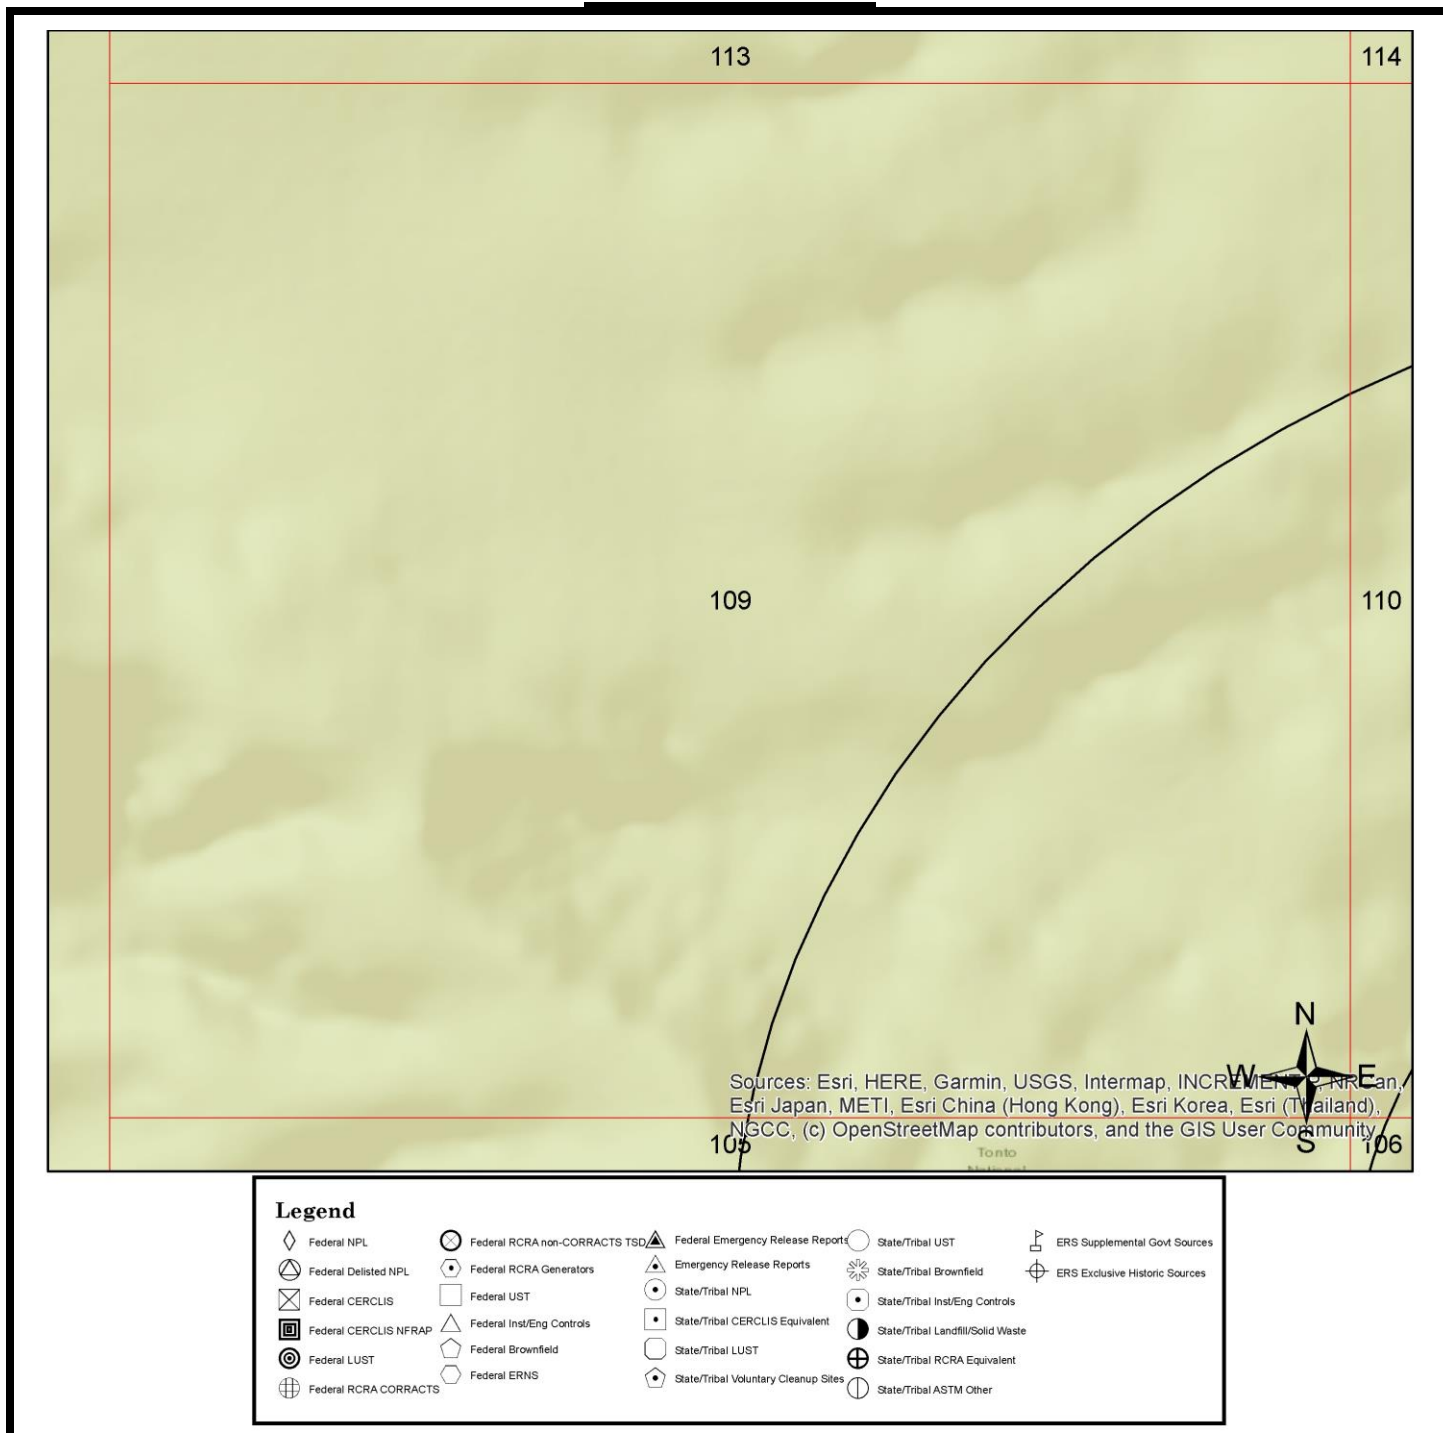 113
114
109
110
N
W
E
Sources: Esri, HERE, Garmin, USGS, Intermap, INCREMENT P, NRCan,
Esri Japan, METI, Esri China (Hong Kong), Esri Korea, Esri (Thailand),
NGCC, (c) OpenStreetMap contributors, and the GIS User Community
105
S
106
Tonto
National
Legend
Federal NPL
Federal Delisted NPL
Federal CERCLIS
Federal CERCLIS NFRAP
Federal LUST
Federal RCRA CORRACTS
Federal RCRA non-CORRACTS TSD
Federal RCRA Generators
Federal UST
Federal Inst/Eng Controls
Federal Brownfield
Federal ERNS
Federal Emergency Release Reports
Emergency Release Reports
State/Tribal NPL
State/Tribal CERCLIS Equivalent
State/Tribal LUST
State/Tribal Voluntary Cleanup Sites
State/Tribal UST
State/Tribal Brownfield
State/Tribal Inst/Eng Controls
State/Tribal Landfill/Solid Waste
State/Tribal RCRA Equivalent
State/Tribal ASTM Other
ERS Supplemental Govt Sources
ERS Exclusive Historic Sources